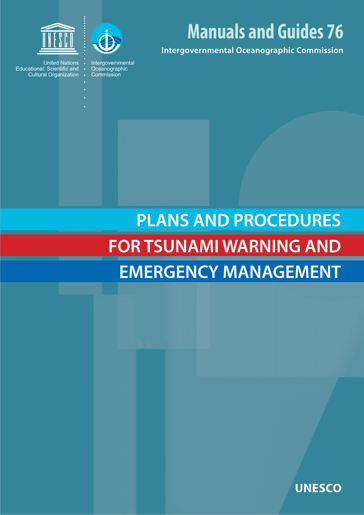 Manuals and Guides 76
Intergovernmental Oceanographic Commission
UNESCO
United Nations
Educational, Scientific and
Cultural Organization
Intergovernmental
Oceanographic
Commission
PLANS AND PROCEDURES
FOR TSUNAMI WARNING AND
EMERGENCY MANAGEMENT
UNESCO